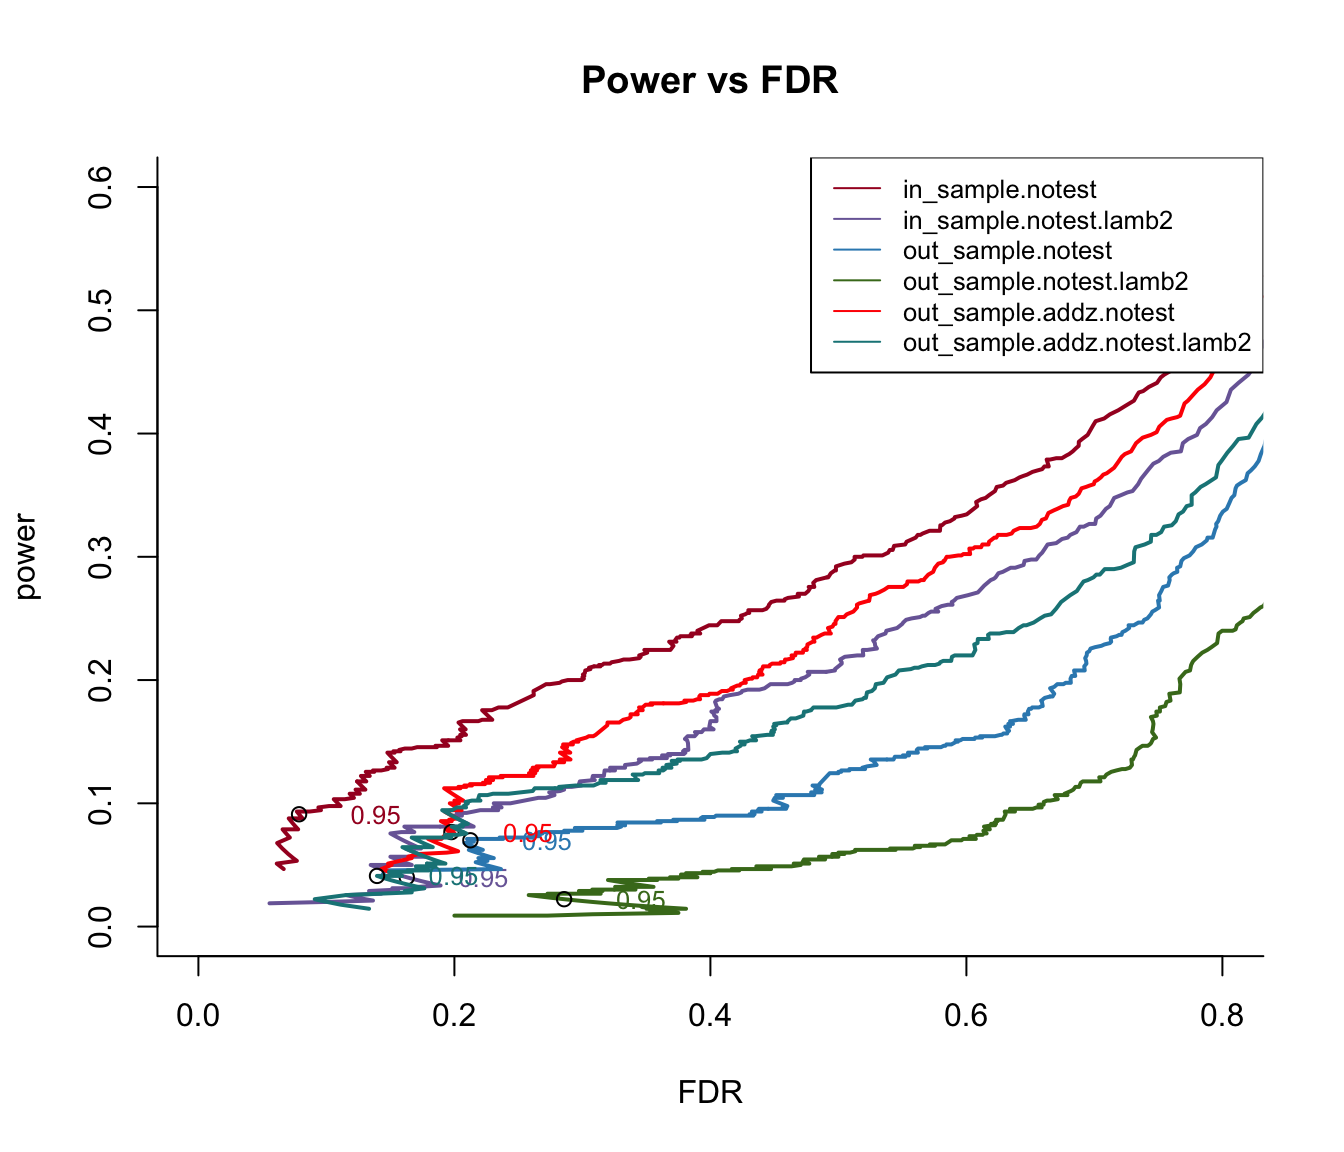 Power vs FDR
in_sample.notest
in_sample.notest.lamb2
out_sample.notest
out_sample.notest.lamb2
out_sample.addz.notest
out_sample.addz.notest.lamb2
power
0.6
0.5
0.4
0.3
0.2
0.1
0.0
0.95
0.95
0.95
0.95
0.95
0.95
0.0 0.2 0.4 0.6 0.8
FDR